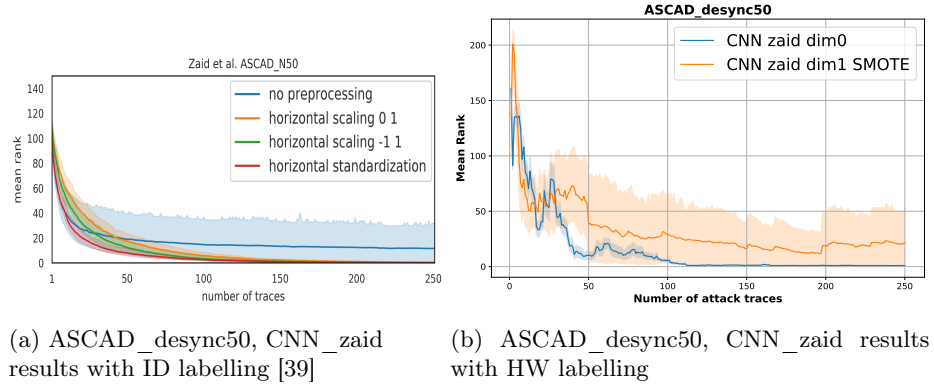 Zaid et al. ASCAD_N50
mean rank
140
120
100
80
60
40
20
0
no preprocessing
horizontal scaling 0 1
horizontal scaling -1 1
horizontal standardization
1
50
100
150
200
250
number of traces
(a) ASCAD_desync50, CNN_zaid
results with ID labelling [39]
ASCAD_desync50
Mean Rank
200
150
100
50
0
CNN zaid dim0
CNN zaid dim1 SMOTE
0
50
100
150
200
250
Number of attack traces
(b) ASCAD_desync50, CNN_zaid results
with HW labelling